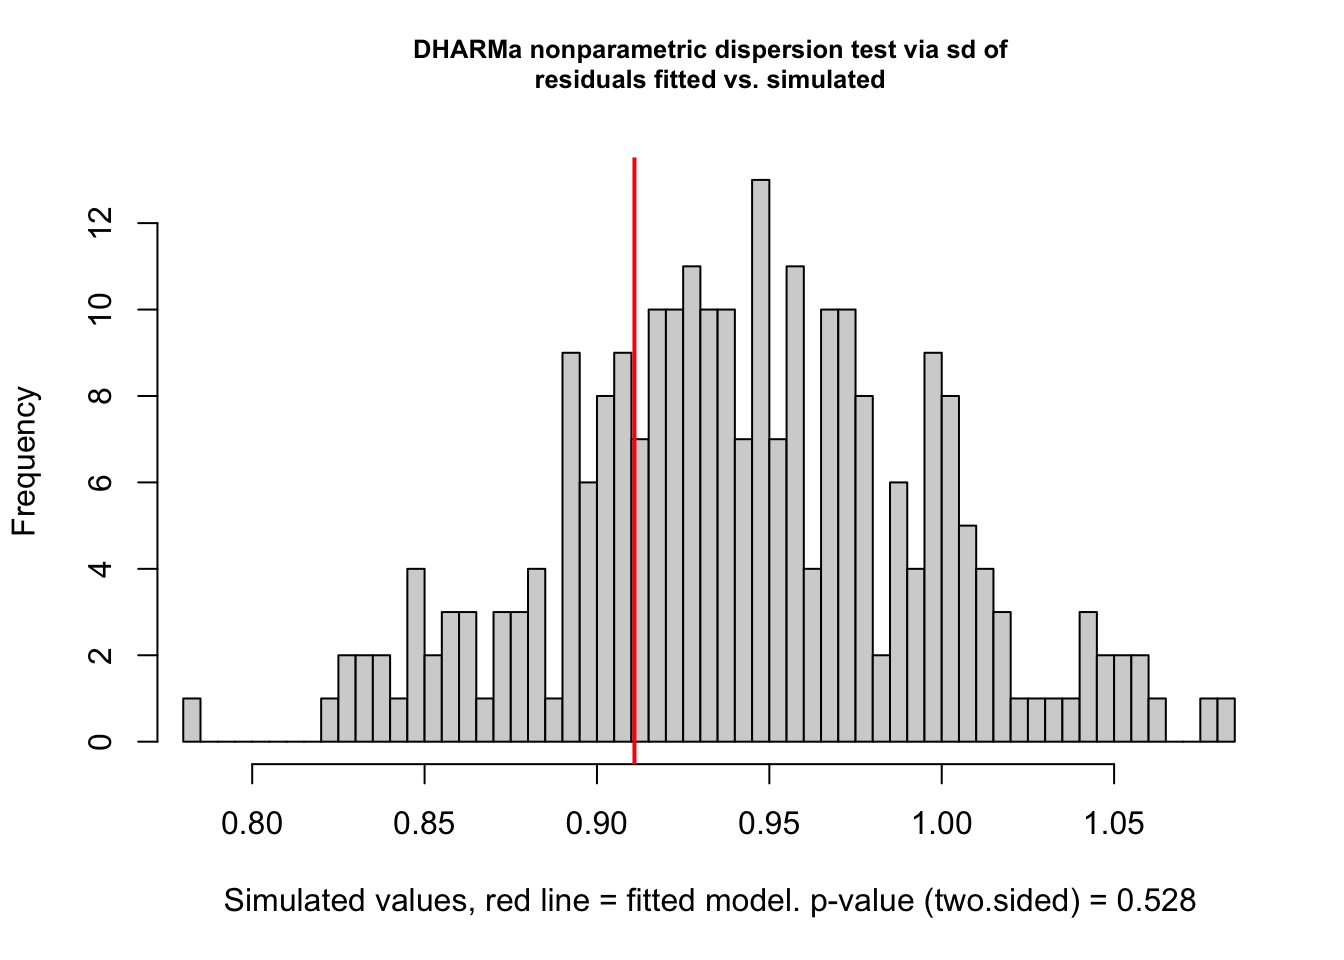 DHARMa nonparametric dispersion test via sd of
residuals fitted vs. simulated
Frequency
12
10
8
6
4
2
0
0.80 0.85 0.90 0.95 1.00 1.05
Simulated values, red line = fitted model. p-value (two.sided) = 0.528